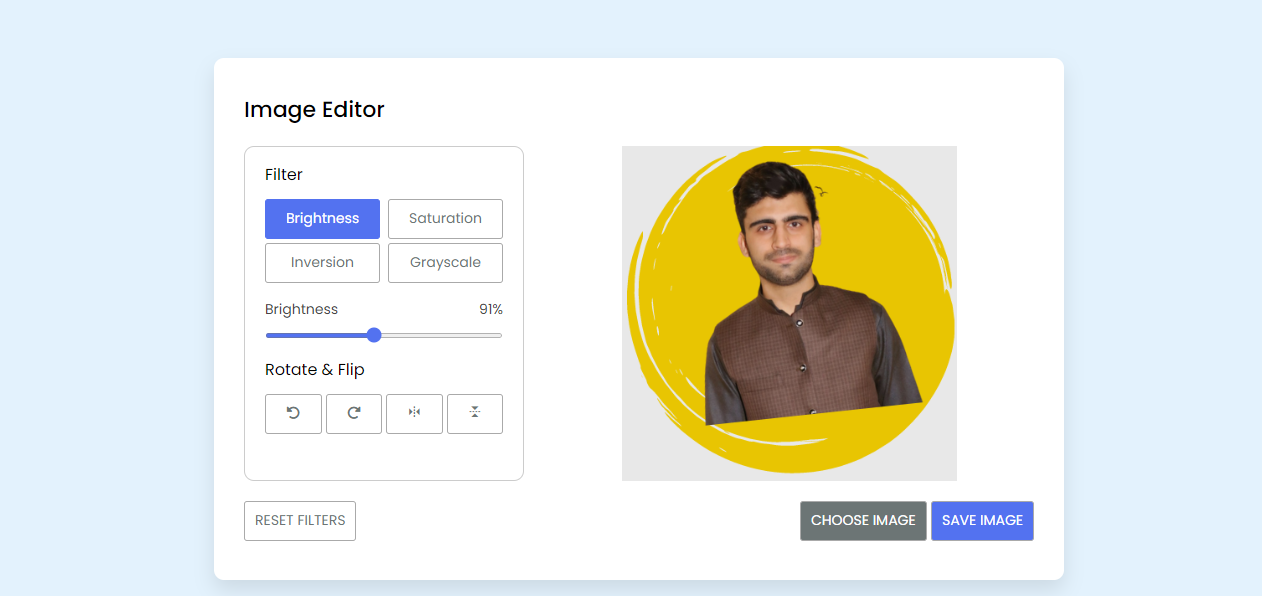 Image Editor
Filter
Brightness Saturation
Inversion Grayscale
Brightness 91%
Rotate & Flip
RESET FILTERS CHOOSE IMAGE SAVE IMAGE